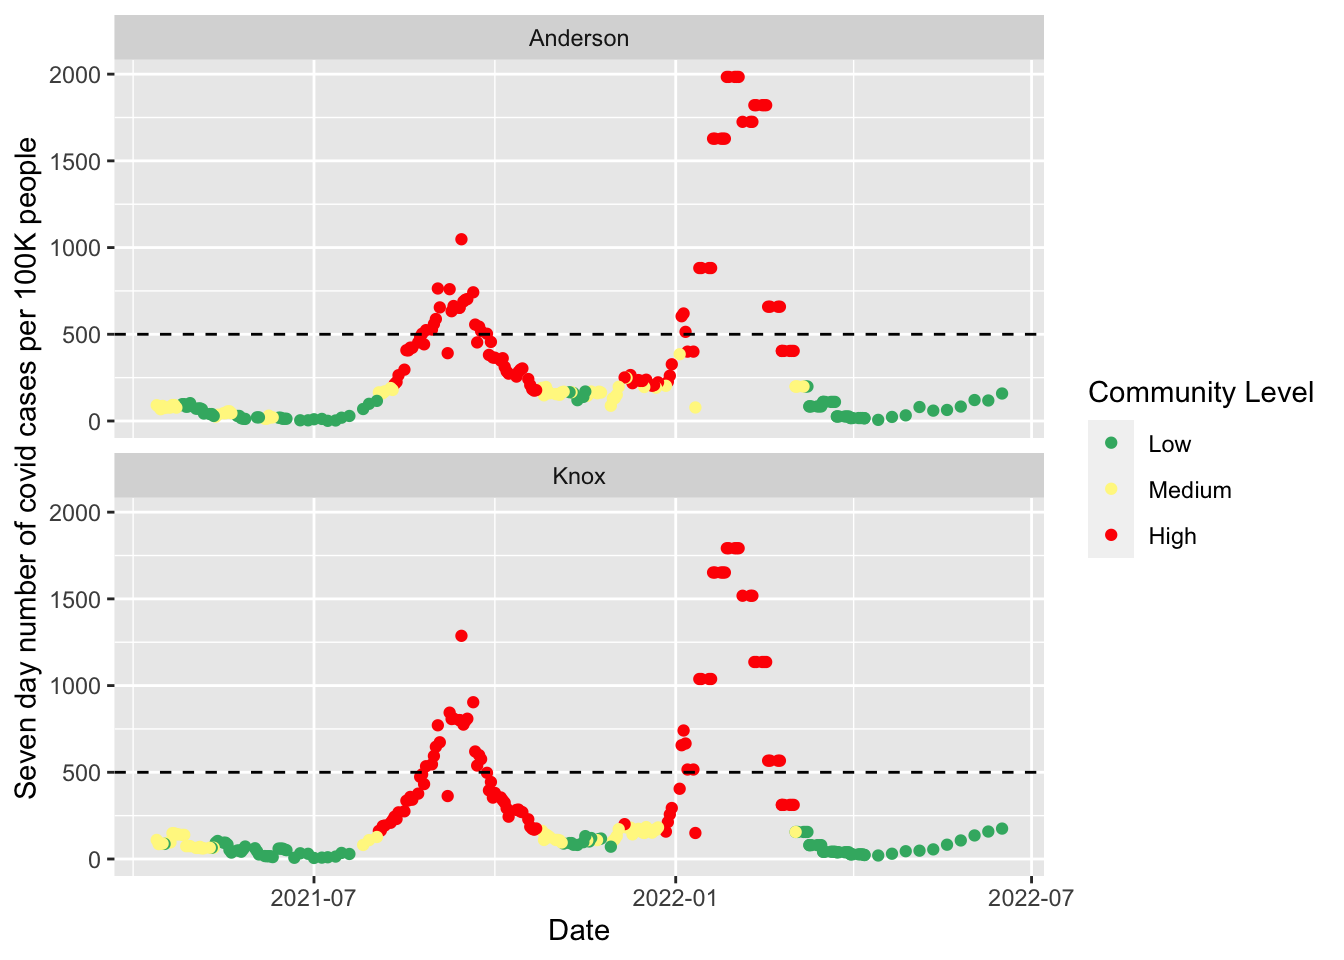 Anderson
2000
1500
1000
500
0
Knox
2000
1500
1000
500
0
2021-07
2022-01
2022-07
Date
Seven day number of covid cases per 100K people
Community Level
Low
Medium
High